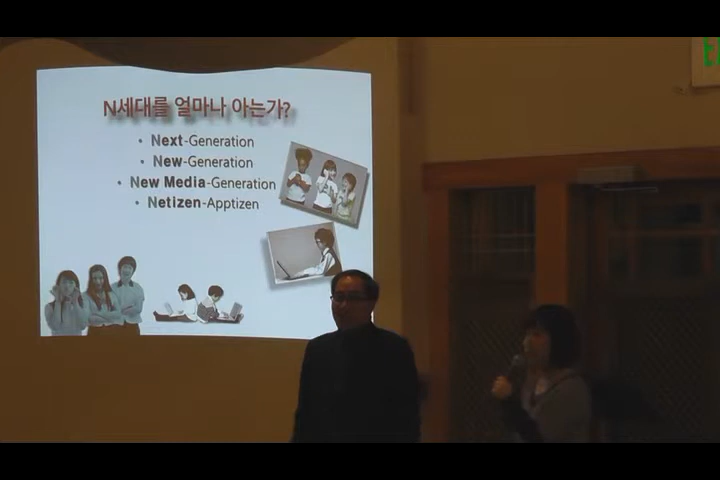 N세대를 얼마나 아는가?
• Next-Generation
• New-Generation
• New Media-Generation
• Netizen-Apptizen